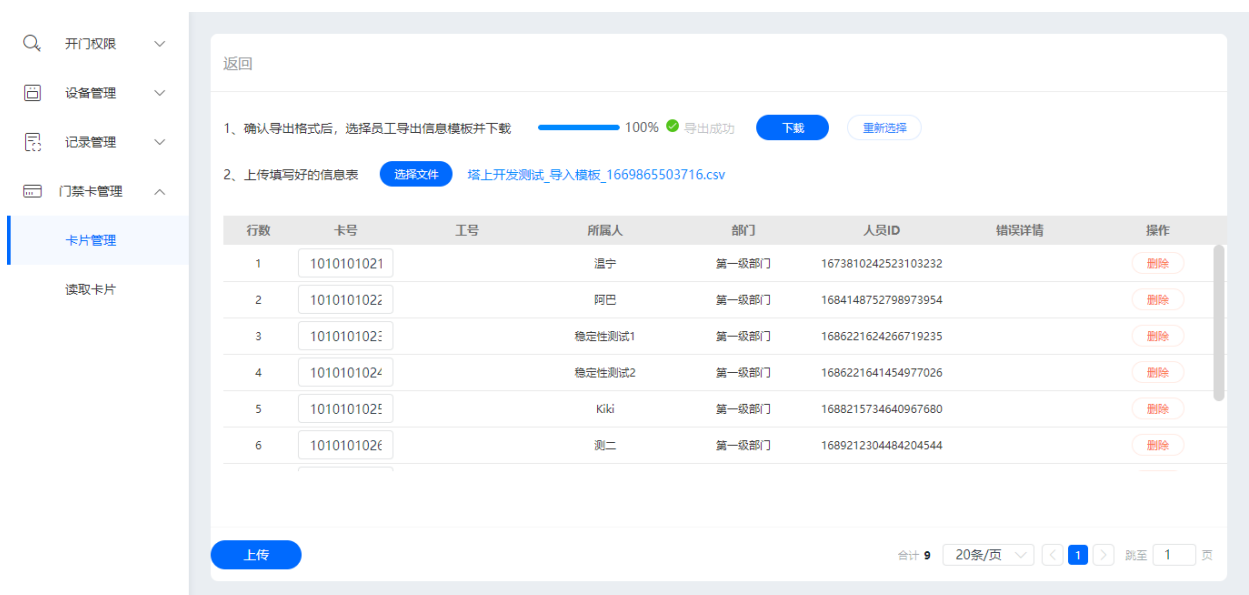 开门权限
设备管理
记录管理
门禁卡管理
卡片管理
读取卡片
返回
1、确认导出格式后，选择员工导出信息模板并下载 100% 导出成功 下载 重新选择
2、上传填写好的信息表 选择文件 塔上开发测试_导入模板_1669865503716.csv
行数 卡号 工号 所属人 部门 人员ID 错误详情 操作
1 1010101021 温宁 第一级部门 1673810242523103232 删除
2 1010101022 阿巴 第一级部门 1684148752798973954 删除
3 1010101023 稳定性测试1 第一级部门 1686221624266719235 删除
4 1010101024 稳定性测试2 第一级部门 1686221641454977026 删除
5 1010101025 Kiki 第一级部门 1688215734640967680 删除
6 1010101026 测二 第一级部门 1689212304484204544 删除
上传 合计 9 20条/页 1 跳至 1 页